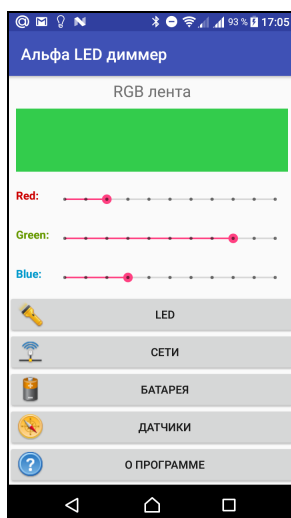 93 % 17:05
Альфа LED диммер
RGB лента
Red:
Green:
Blue:
LED
СЕТИ
БАТАРЕЯ
ДАТЧИКИ
? О ПРОГРАММЕ